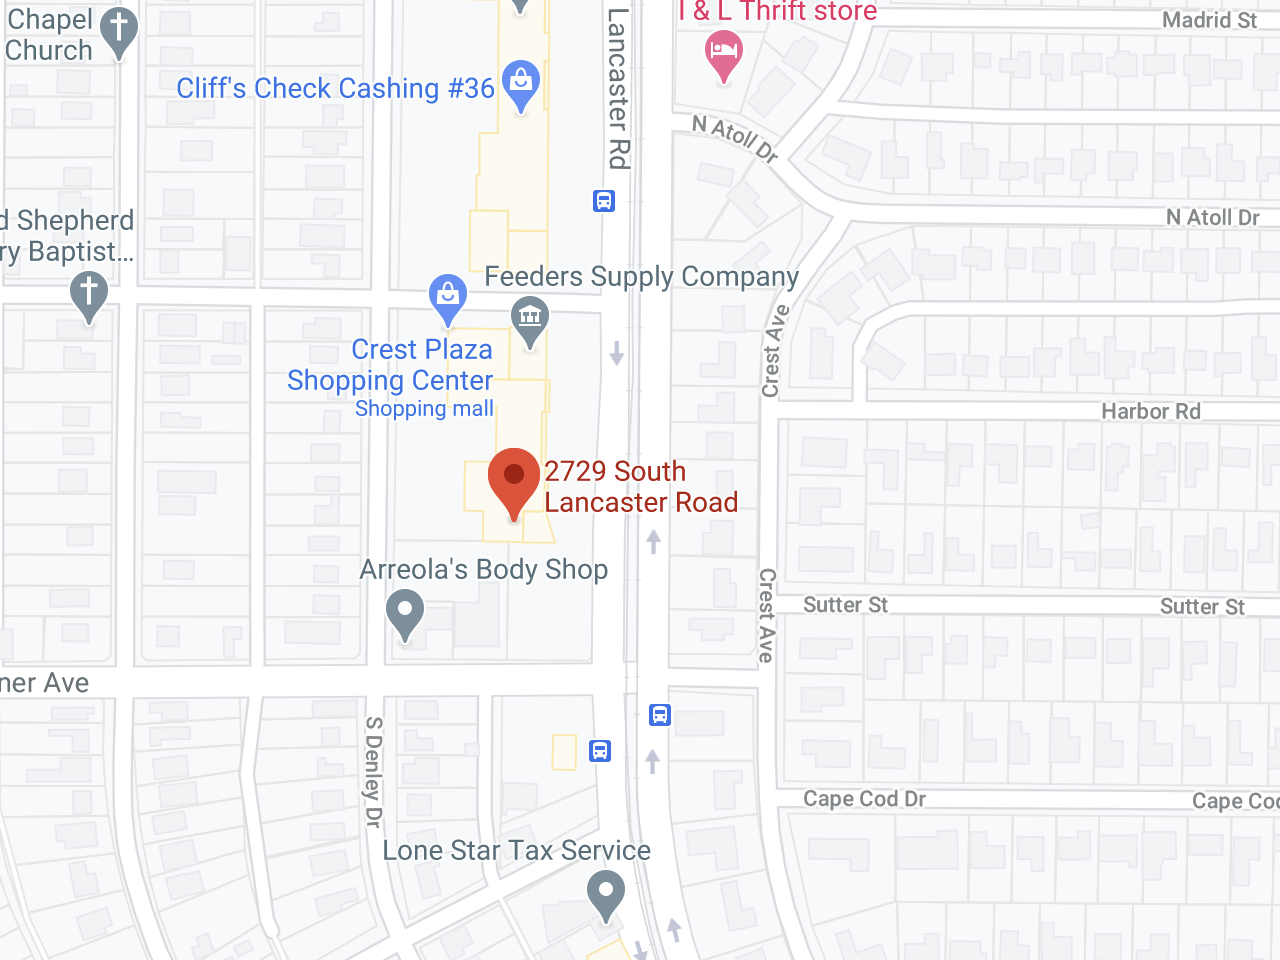 Chapel
Church
I & L Thrift store
Madrid St
Lancaster Rd
Cliff's Check Cashing #36
N Atoll Dr
d Shepherd
ry Baptist...
N Atoll Dr
Feeders Supply Company
Crest Ave
Crest Plaza
Shopping Center
Shopping mall
Harbor Rd
2729 South
Lancaster Road
Arreola's Body Shop
Crest Ave
Sutter St
Sutter St
ner Ave
S Denley Dr
Cape Cod Dr
Cape Cod
Lone Star Tax Service